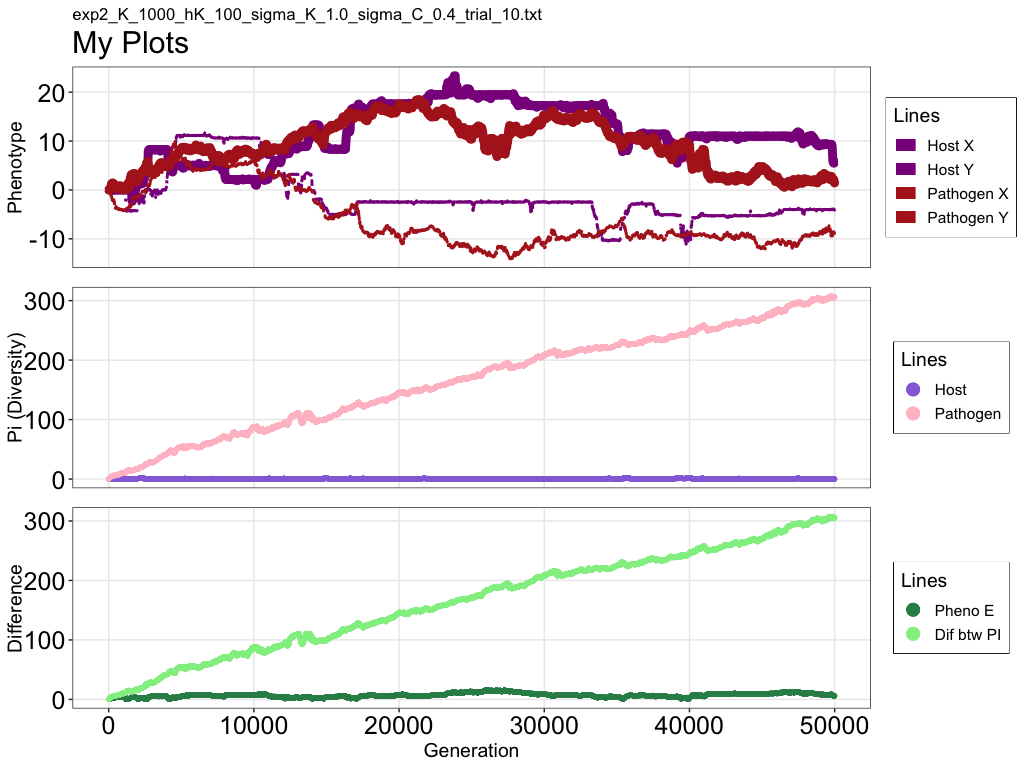 exp2_K_1000_hK_100_sigma_K_1.0_sigma_C_0.4_trial_10.txt
My Plots
Phenotype
20
10
0
-10
Lines
Host X
Host Y
Pathogen X
Pathogen Y
Pi (Diversity)
300
200
100
0
Lines
Host
Pathogen
Difference
300
200
100
0
Lines
Pheno E
Dif btw PI
0 10000 20000 30000 40000 50000
Generation